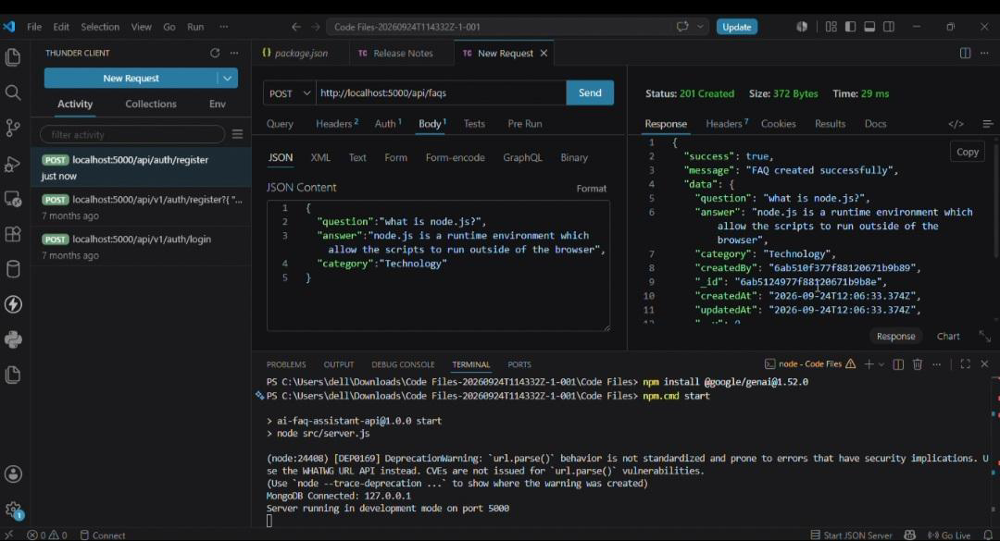 File Edit Selection View Go Run ··· Code Files-20260924T114332Z-1-001 Update
THUNDER CLIENT
New Request
Activity Collections Env
filter activity
POST localhost:5000/api/auth/register
just now
POST localhost:5000/api/v1/auth/register?{ "...
7 months ago
POST localhost:5000/api/v1/auth/login
7 months ago
{} package.json TC Release Notes TC New Request
POST http://localhost:5000/api/faqs Send
Query Headers 2 Auth 1 Body 1 Tests Pre Run
JSON XML Text Form Form-encode GraphQL Binary
JSON Content Format
1 {
2 "question":"what is node.js?",
3 "answer":"node.js is a runtime environment which
allow the scripts to run outside of the browser",
4 "category":"Technology"
5 }
Status: 201 Created Size: 372 Bytes Time: 29 ms
Response Headers 7 Cookies Results Docs </>
Copy
1 {
2 "success": true,
3 "message": "FAQ created successfully",
4 "data": {
5 "question": "what is node.js?",
6 "answer": "node.js is a runtime environment which
allow the scripts to run outside of the
browser",
7 "category": "Technology",
8 "createdBy": "6ab510f377f88120671b9b89",
9 "_id": "6ab5124977f88120671b9b8e",
10 "createdAt": "2026-09-24T12:06:33.374Z",
11 "updatedAt": "2026-09-24T12:06:33.374Z",
12 "__v": 0
Response Chart
PROBLEMS OUTPUT DEBUG CONSOLE TERMINAL PORTS node - Code Files
PS C:\Users\dell\Downloads\Code Files-20260924T114332Z-1-001\Code Files> npm install @google/genai@1.52.0
PS C:\Users\dell\Downloads\Code Files-20260924T114332Z-1-001\Code Files> npm.cmd start
> ai-faq-assistant-api@1.0.0 start
> node src/server.js
(node:24408) [DEP0169] DeprecationWarning: `url.parse()` behavior is not standardized and prone to errors that have security implications. U
se the WHATWG URL API instead. CVEs are not issued for `url.parse()` vulnerabilities.
(Use `node --trace-deprecation ...` to show where the warning was created)
MongoDB Connected: 127.0.0.1
Server running in development mode on port 5000
1
0 0 Connect Start JSON Server Go Live